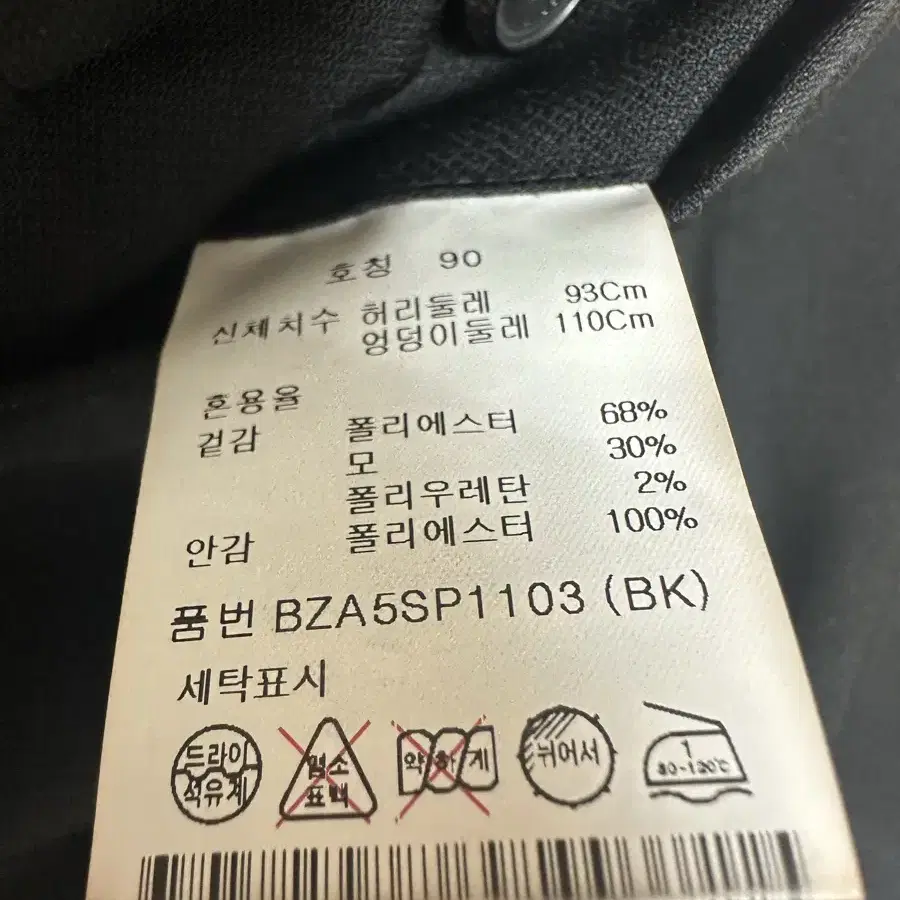 호칭 90
신체치수 허리둘레 93Cm
엉덩이둘레 110Cm
혼용율
겉감 폴리에스터 68%
모 30%
폴리우레탄 2%
안감 폴리에스터 100%
품번 BZA5SP1103 (BK)
세탁표시
드라이 석유계
염소 표백
약하게
뉘어서
1 80-120℃